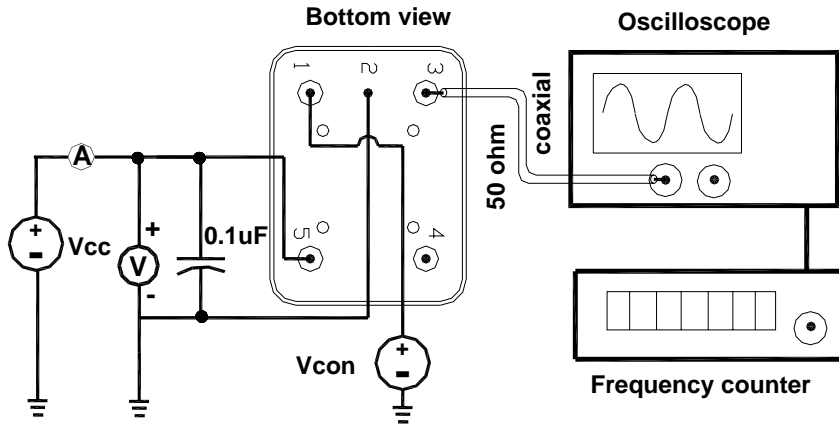 Bottom view
Oscilloscope
1
2
3
50 ohm coaxial
A
+
-
Vcc
+
V
-
0.1uF
5
4
Vcon
+
-
Frequency counter